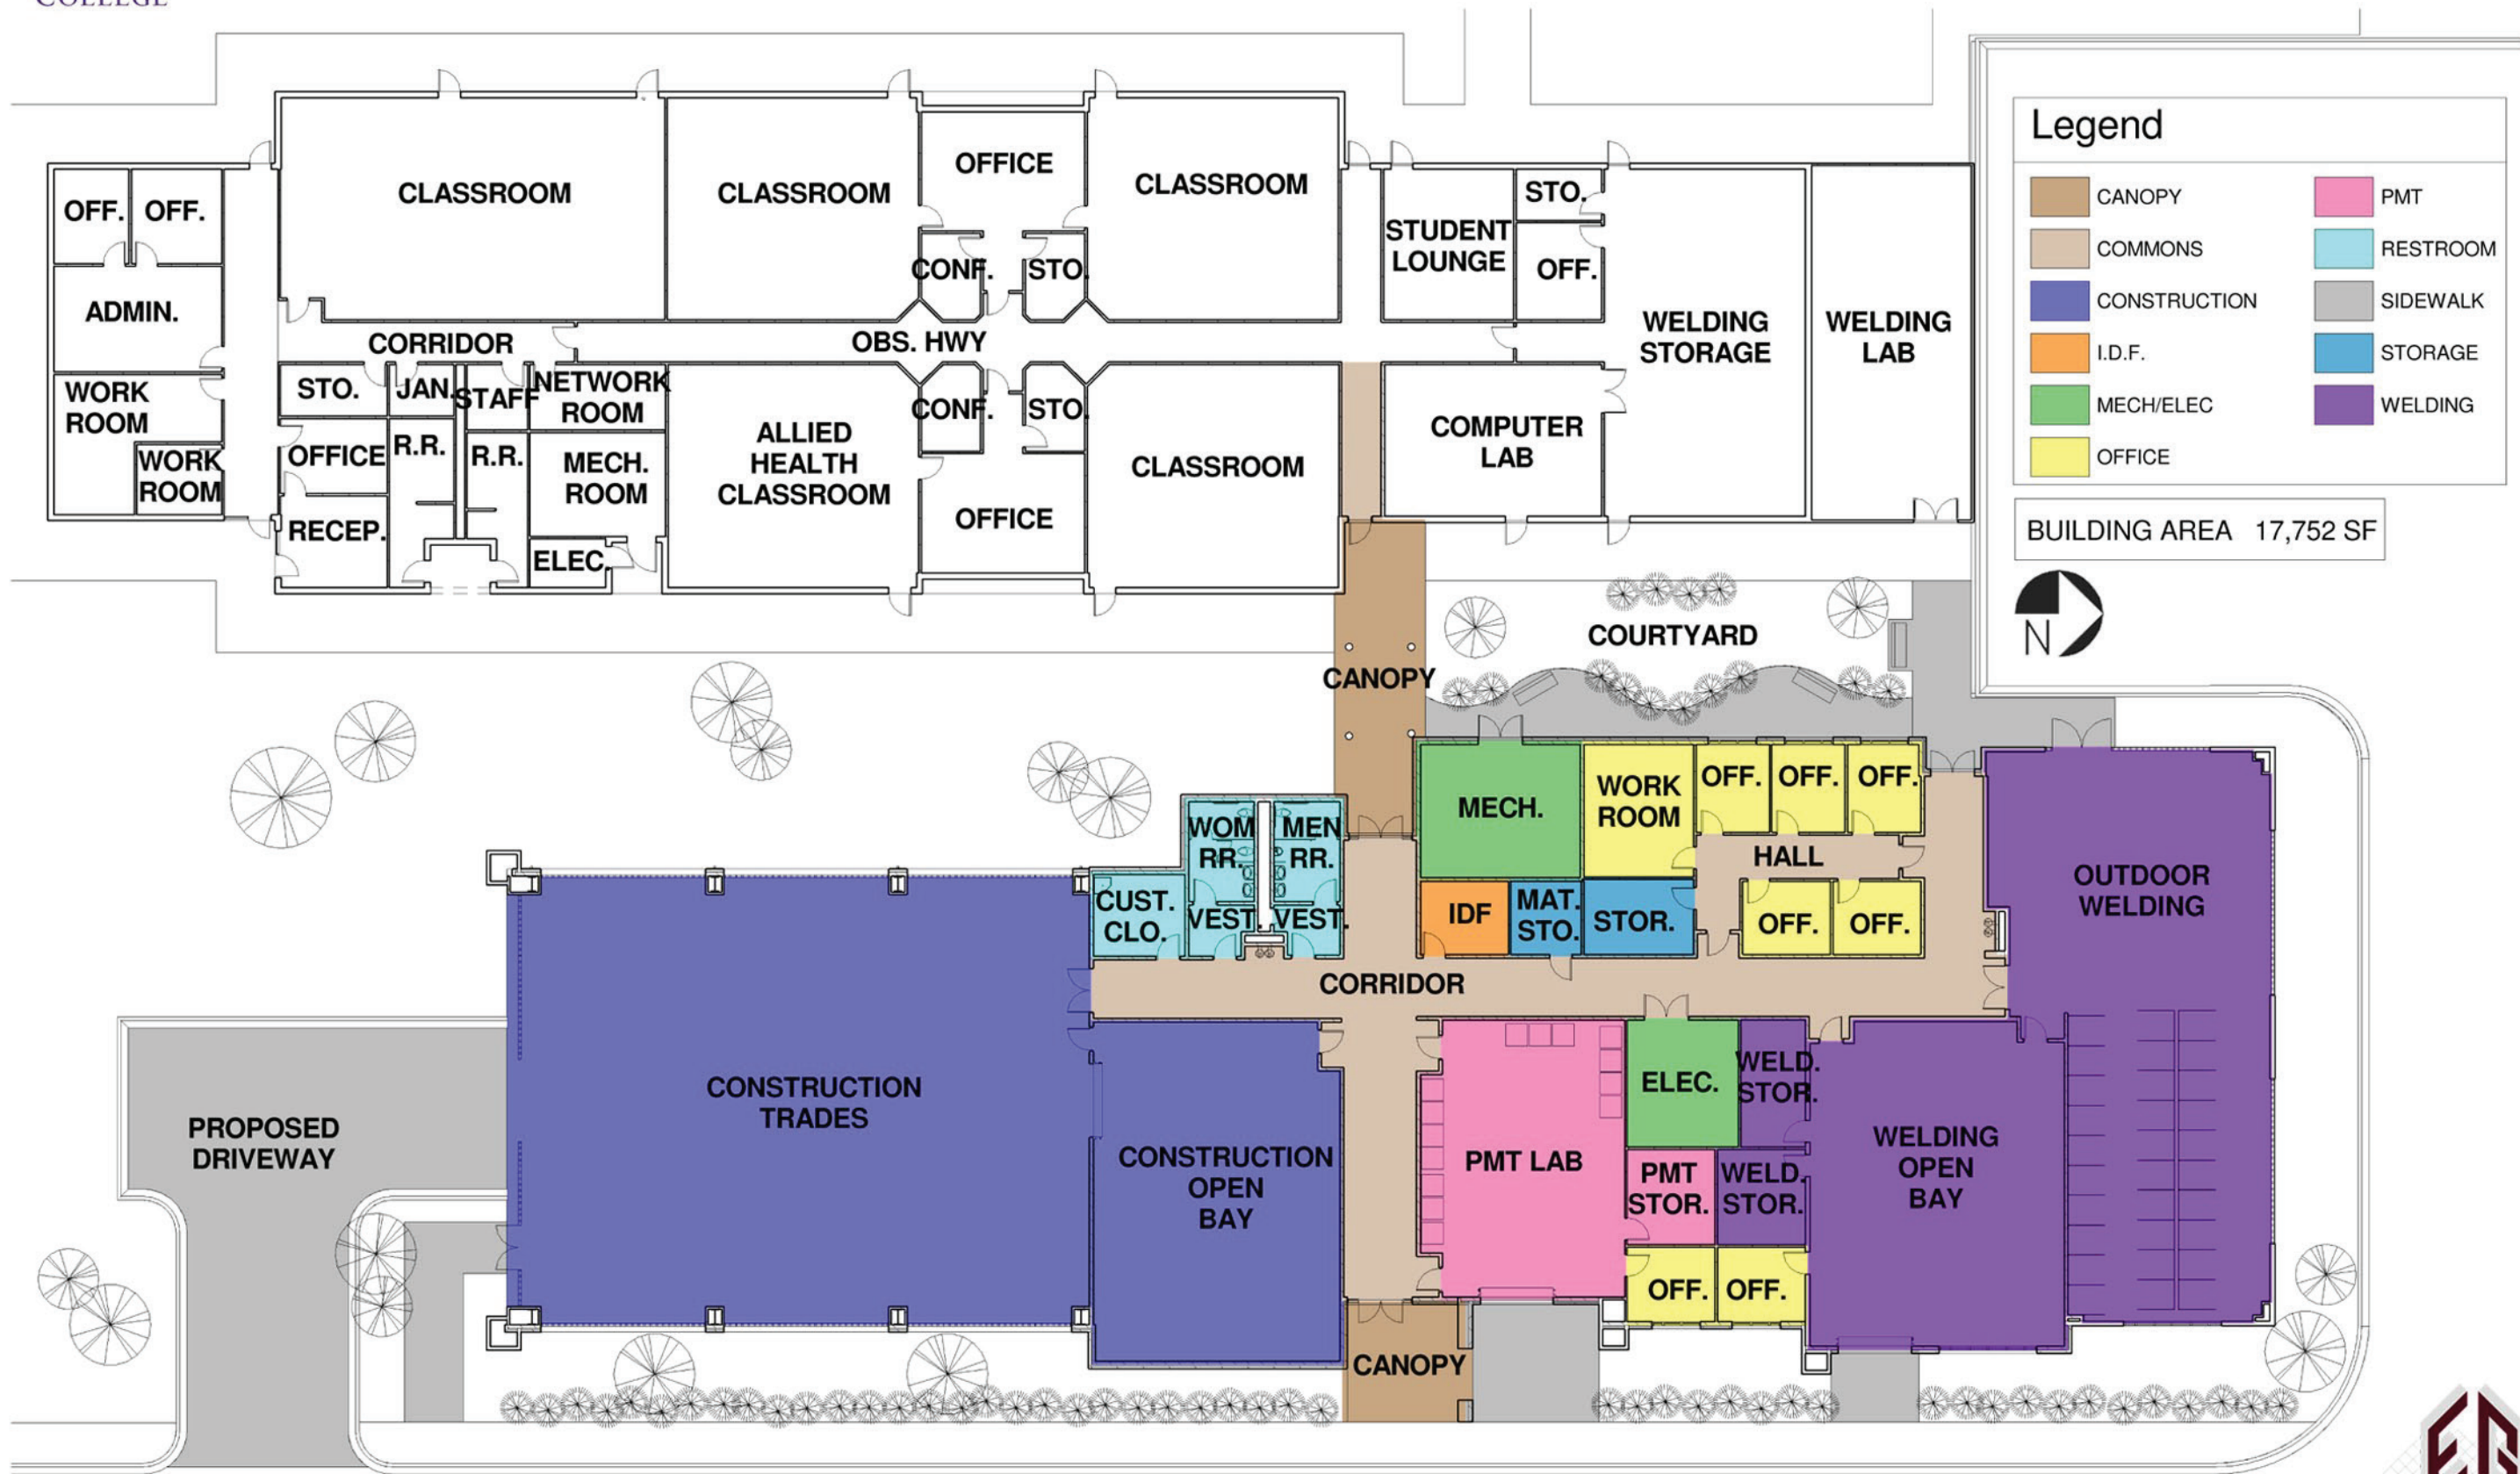 COLLEGE
OFF.
OFF.
ADMIN.
WORK
ROOM
WORK
ROOM
CLASSROOM
CLASSROOM
OFFICE
CLASSROOM
CONF.
STO.
CORRIDOR
OBS. HWY
STO.
JAN.
STAFF
NETWORK
ROOM
OFFICE
R.R.
R.R.
MECH.
ROOM
RECEP.
ELEC.
ALLIED
HEALTH
CLASSROOM
CONF.
STO.
OFFICE
CLASSROOM
STUDENT
LOUNGE
STO.
OFF.
WELDING
STORAGE
WELDING
LAB
COMPUTER
LAB
Legend
CANOPY
COMMONS
CONSTRUCTION
I.D.F.
MECH/ELEC
OFFICE
PMT
RESTROOM
SIDEWALK
STORAGE
WELDING
BUILDING AREA 17,752 SF
N
COURTYARD
CANOPY
MECH.
WORK
ROOM
OFF.
OFF.
OFF.
HALL
WOM
RR.
MEN
RR.
CUST.
CLO.
VEST.
VEST.
IDF
MAT.
STO.
STOR.
OFF.
OFF.
OUTDOOR
WELDING
CORRIDOR
PROPOSED
DRIVEWAY
CONSTRUCTION
TRADES
CONSTRUCTION
OPEN
BAY
PMT LAB
ELEC.
WELD.
STOR.
PMT
STOR.
WELD.
STOR.
WELDING
OPEN
BAY
OFF.
OFF.
CANOPY